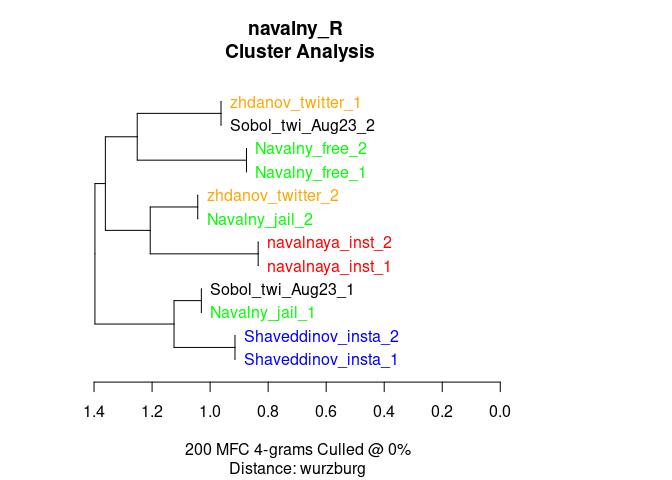 navalny_R
Cluster Analysis
zhdanov_twitter_1
Sobol_twi_Aug23_2
Navalny_free_2
Navalny_free_1
zhdanov_twitter_2
Navalny_jail_2
navalnaya_inst_2
navalnaya_inst_1
Sobol_twi_Aug23_1
Navalny_jail_1
Shaveddinov_insta_2
Shaveddinov_insta_1
1.4 1.2 1.0 0.8 0.6 0.4 0.2 0.0
200 MFC 4-grams Culled @ 0%
Distance: wurzburg